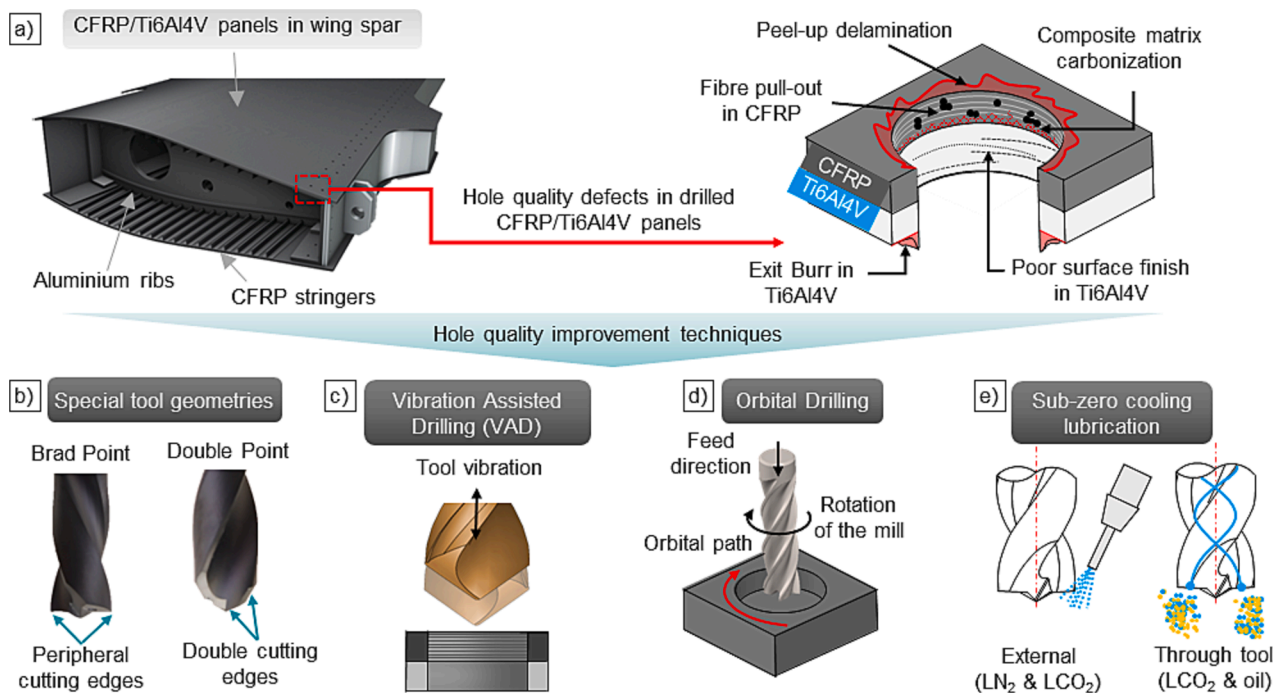 a)
CFRP/Ti6Al4V panels in wing spar
Aluminium ribs
CFRP stringers
Hole quality defects in drilled
CFRP/Ti6Al4V panels
Peel-up delamination
Composite matrix
carbonization
Fibre pull-out
in CFRP
CFRP
Ti6Al4V
Exit Burr in
Ti6Al4V
Poor surface finish
in Ti6Al4V
Hole quality improvement techniques
b)
Special tool geometries
Brad Point
Double Point
Peripheral
cutting edges
Double cutting
edges
c)
Vibration Assisted
Drilling (VAD)
Tool vibration
d)
Orbital Drilling
Feed
direction
Rotation
of the mill
Orbital path
e)
Sub-zero cooling
lubrication
External
(LN₂ & LCO₂)
Through tool
(LCO₂ & oil)